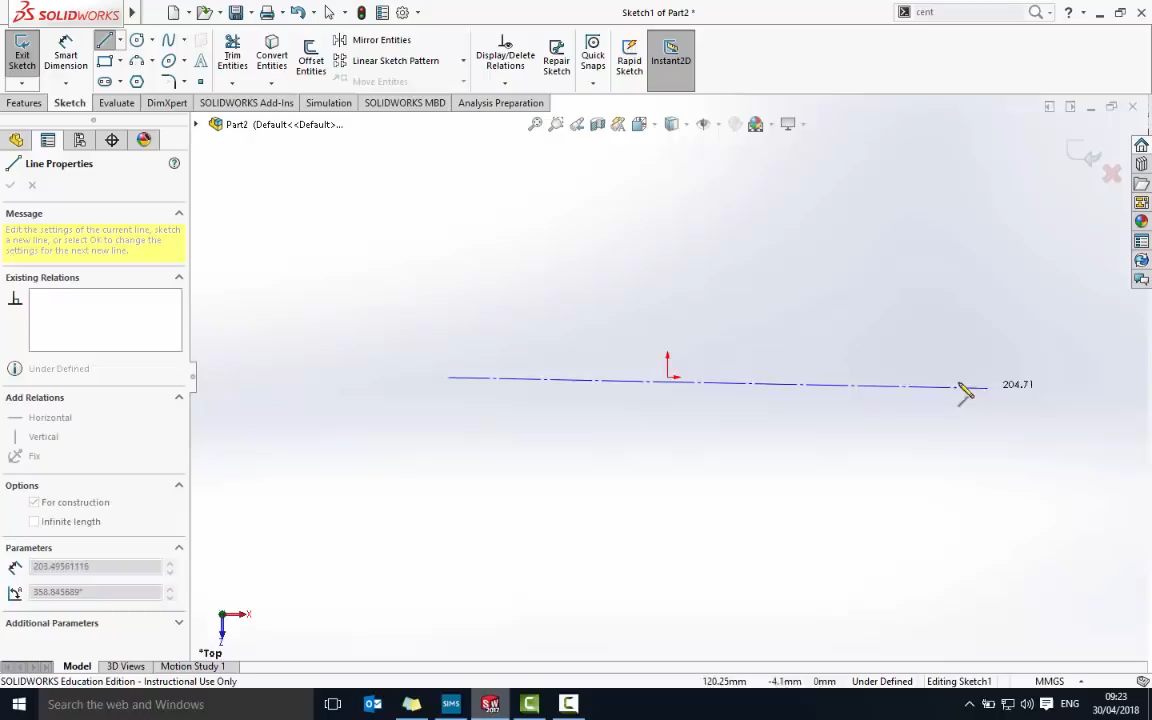 SOLIDWORKS
Sketch1 of Part2 *
cent
Exit Sketch
Smart Dimension
Trim Entities
Convert Entities
Offset Entities
Mirror Entities
Linear Sketch Pattern
Move Entities
Display/Delete Relations
Repair Sketch
Quick Snaps
Rapid Sketch
Instant2D
Features
Sketch
Evaluate
DimXpert
SOLIDWORKS Add-Ins
Simulation
SOLIDWORKS MBD
Analysis Preparation
Part2 (Default<<Default>...
Line Properties
Message
Edit the settings of the current line, sketch
a new line, or select OK to change the
settings for the next new line.
Existing Relations
Under Defined
Add Relations
Horizontal
Vertical
Fix
Options
For construction
Infinite length
Parameters
203.49561116
358.845689°
Additional Parameters
204.71
X
Z
*Top
Model
3D Views
Motion Study 1
SOLIDWORKS Education Edition - Instructional Use Only
120.25mm
-4.1mm
0mm
Under Defined
Editing Sketch1
MMGS
Search the web and Windows
SIMS
SW
2017
ENG
09:23
30/04/2018